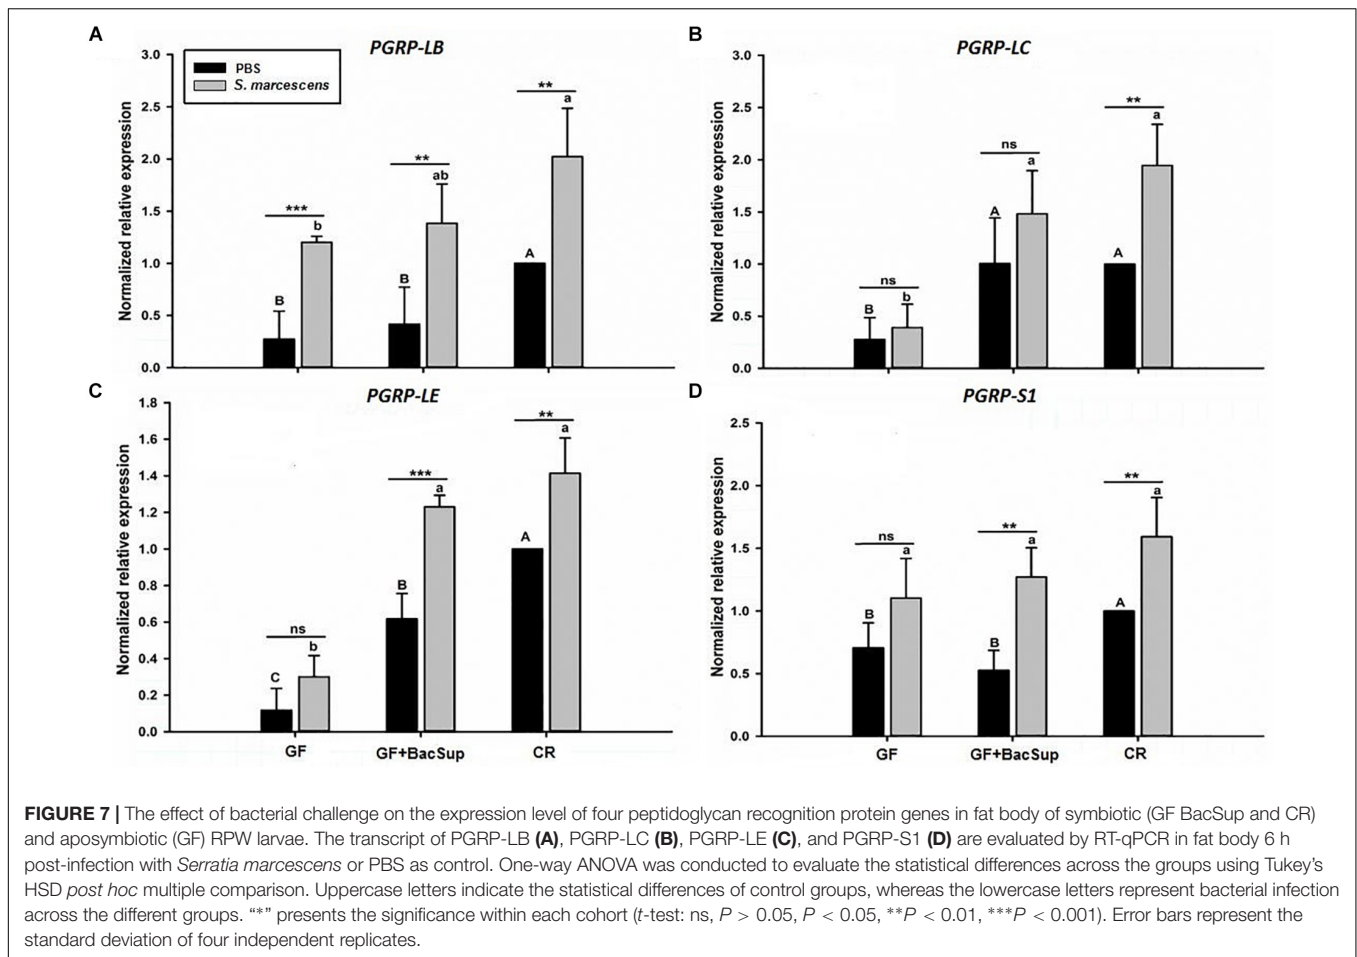 A
PGRP-LB
3.0
2.5
2.0
1.5
1.0
0.5
0.0
Normalized relative expression
PBS
S. marcescens
***
B
b
**
B
ab
**
A
a
B
PGRP-LC
3.0
2.5
2.0
1.5
1.0
0.5
0.0
Normalized relative expression
ns
B
b
ns
A
a
**
A
a
C
PGRP-LE
1.8
1.6
1.4
1.2
1.0
0.8
0.6
0.4
0.2
0.0
Normalized relative expression
ns
C
b
***
B
a
**
A
a
GF
GF+BacSup
CR
D
PGRP-S1
2.5
2.0
1.5
1.0
0.5
0.0
Normalized relative expression
ns
B
a
**
B
a
**
A
a
GF
GF+BacSup
CR
FIGURE 7 | The effect of bacterial challenge on the expression level of four peptidoglycan recognition protein genes in fat body of symbiotic (GF BacSup and CR)
and aposymbiotic (GF) RPW larvae. The transcript of PGRP-LB (A), PGRP-LC (B), PGRP-LE (C), and PGRP-S1 (D) are evaluated by RT-qPCR in fat body 6 h
post-infection with Serratia marcescens or PBS as control. One-way ANOVA was conducted to evaluate the statistical differences across the groups using Tukey's
HSD post hoc multiple comparison. Uppercase letters indicate the statistical differences of control groups, whereas the lowercase letters represent bacterial infection
across the different groups. "*" presents the significance within each cohort (t-test: ns, P > 0.05, P < 0.05, **P < 0.01, ***P < 0.001). Error bars represent the
standard deviation of four independent replicates.